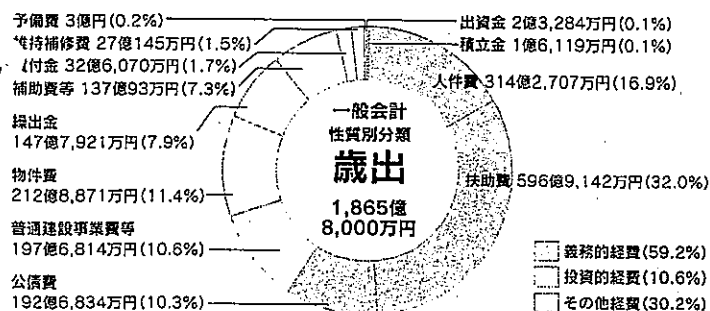 予備費 3億円(0.2%)
維持補修費 27億145万円(1.5%)
付金 32億6,070万円(1.7%)
補助費等 137億93万円(7.3%)
繰出金
147億7,921万円(7.9%)
物件費
212億8,871万円(11.4%)
普通建設事業費等
197億6,814万円(10.6%)
公債費
192億6,834万円(10.3%)
一般会計
性質別分類
歳出
1,865億
8,000万円
出資金 2億3,284万円(0.1%)
積立金 1億6,119万円(0.1%)
人件費 314億2,707万円(16.9%)
扶助費 596億9,142万円(32.0%)
義務的経費(59.2%)
投資的経費(10.6%)
その他経費(30.2%)